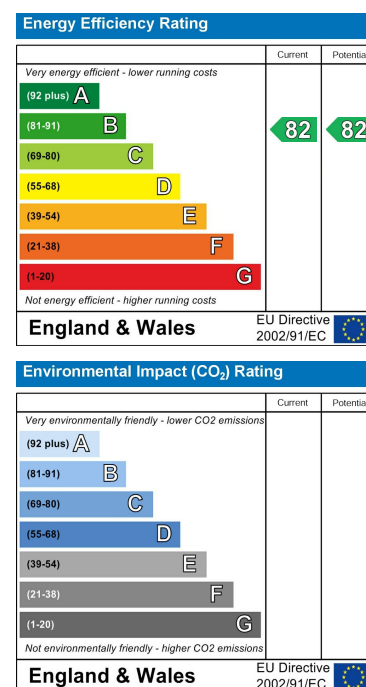 Energy Efficiency Rating
Current Potentia
Very energy efficient - lower running costs
(92 plus) A
(81-91) B
82 82
(69-80) C
(55-68) D
(39-54) E
(21-38) F
(1-20) G
Not energy efficient - higher running costs
England & Wales
EU Directive
2002/91/EC
Environmental Impact (CO₂) Rating
Current Potentia
Very environmentally friendly - lower CO2 emissions
(92 plus) A
(81-91) B
(69-80) C
(55-68) D
(39-54) E
(21-38) F
(1-20) G
Not environmentally friendly - higher CO2 emissions
England & Wales
EU Directive
2002/91/EC